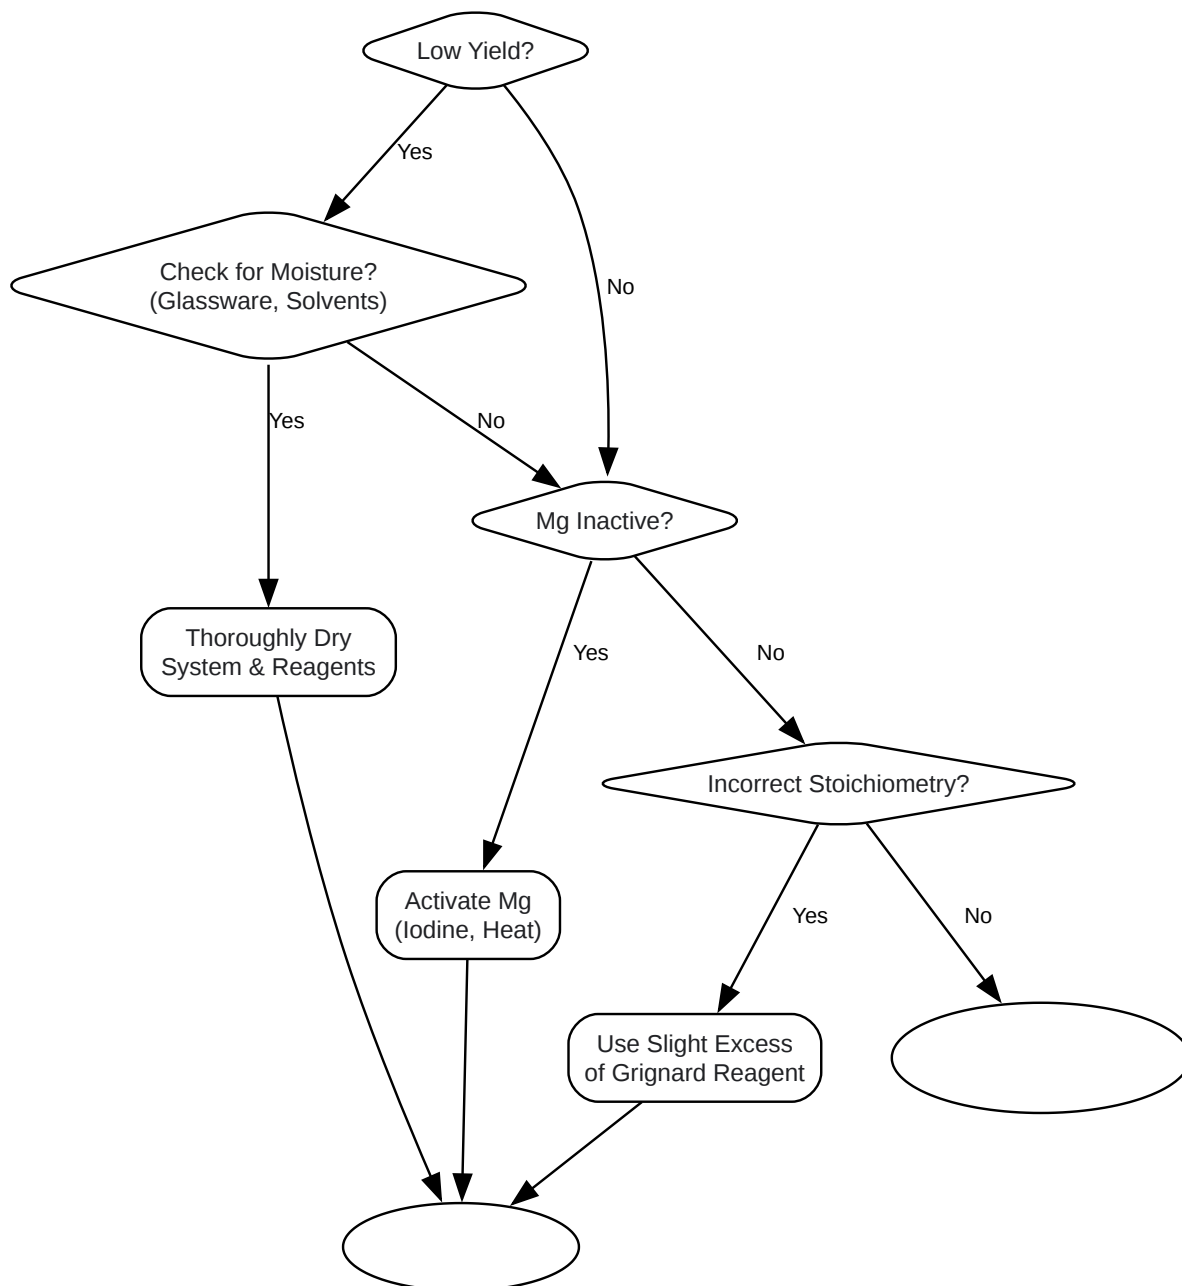 Low Yield?
Yes
Check for Moisture?
(Glassware, Solvents)
No
Yes
No
Mg Inactive?
Thoroughly Dry
System & Reagents
Yes
No
Incorrect Stoichiometry?
Activate Mg
(Iodine, Heat)
Yes
No
Use Slight Excess
of Grignard Reagent